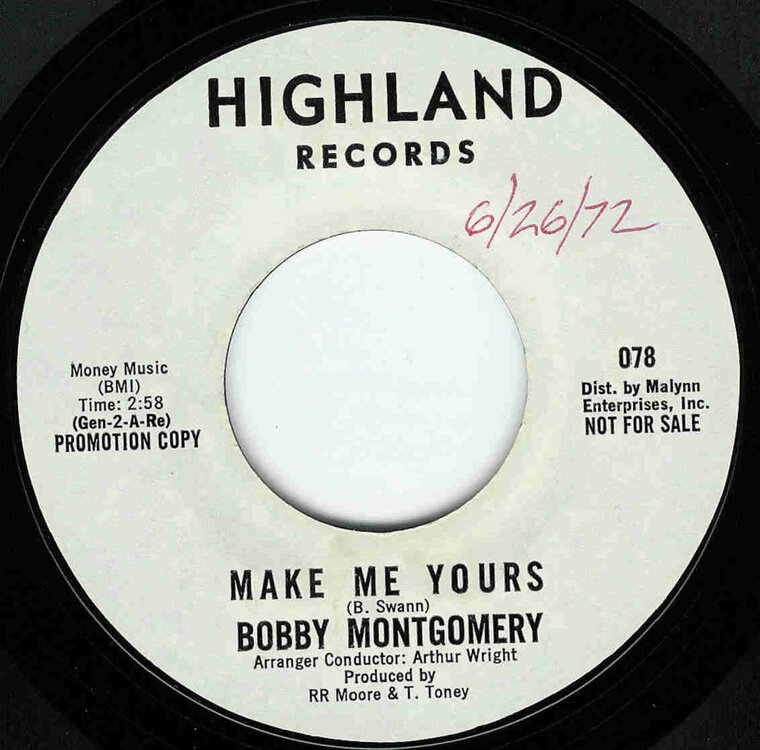 HIGHLAND
RECORDS
6/26/72
Money Music
(BMI)
Time: 2:58
(Gen-2-A-Re)
PROMOTION COPY
078
Dist. by Malynn
Enterprises, Inc.
NOT FOR SALE
MAKE ME YOURS
(B. Swann)
BOBBY MONTGOMERY
Arranger Conductor: Arthur Wright
Produced by
RR Moore & T. Toney